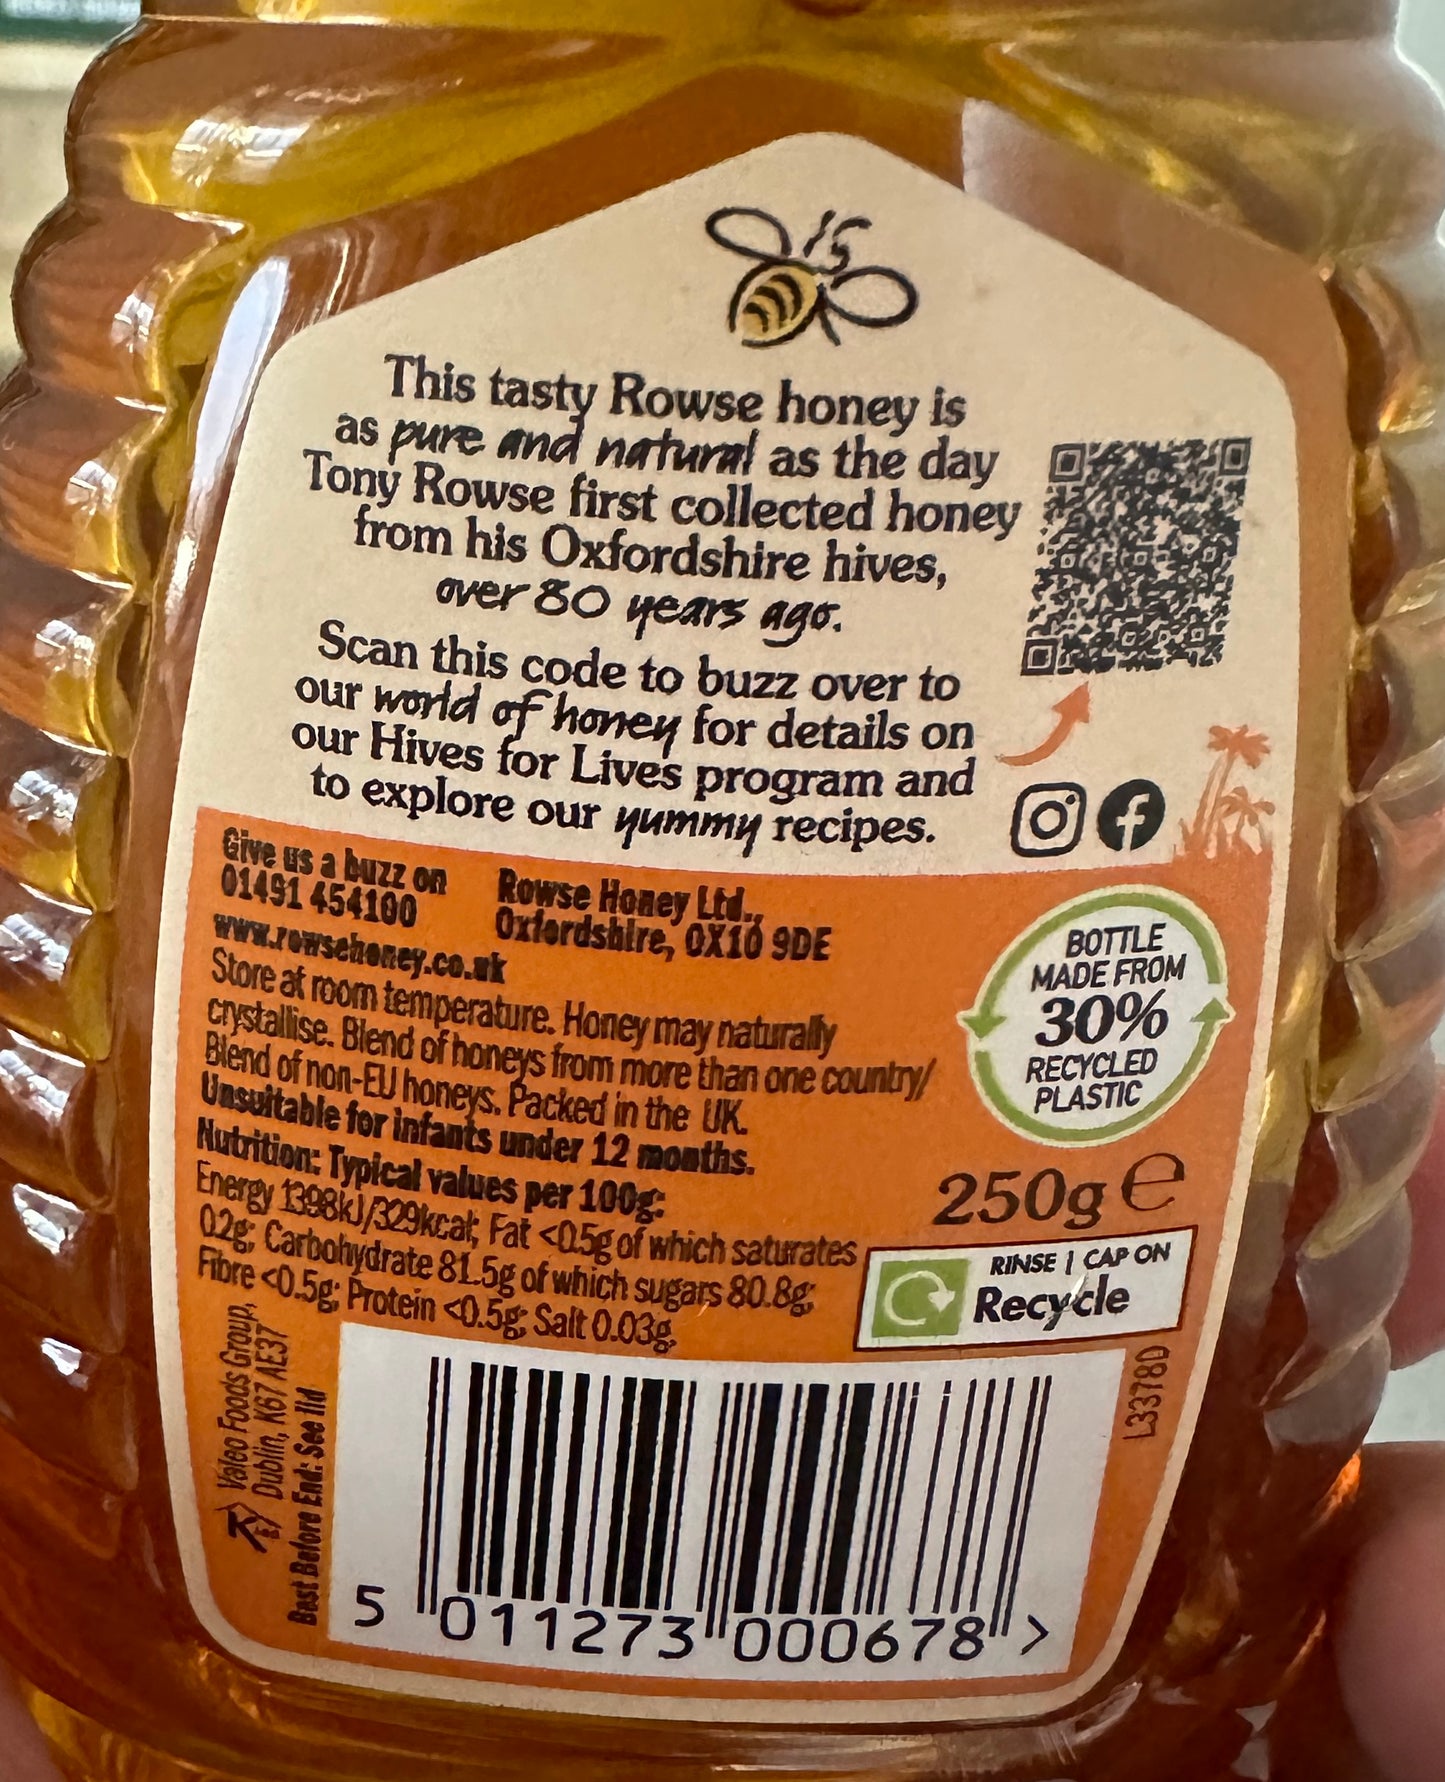 This tasty Rowse honey is
as pure and natural as the day
Tony Rowse first collected honey
from his Oxfordshire hives,
over 80 years ago.
Scan this code to buzz over to
our world of honey for details on
our Hives for Lives program and
to explore our yummy recipes.
Give us a buzz on
01491 454100
www.rowsehoney.co.uk
Rowse Honey Ltd.,
Oxfordshire, OX10 9DE
Store at room temperature. Honey may naturally
crystallise. Blend of honeys from more than one country/
Blend of non-EU honeys. Packed in the UK.
Unsuitable for infants under 12 months.
Nutrition: Typical values per 100g:
Energy 1398kJ/329kcal; Fat <0.5g of which saturates
0.2g; Carbohydrate 81.5g of which sugars 80.8g;
Fibre <0.5g; Protein <0.5g; Salt 0.03g.
BOTTLE
MADE FROM
30%
RECYCLED
PLASTIC
250g e
RINSE | CAP ON
Recycle
L3378D
Valeo Foods Group,
Dublin, K67 AE37
Best Before End: See lid
5 011273 000678 >